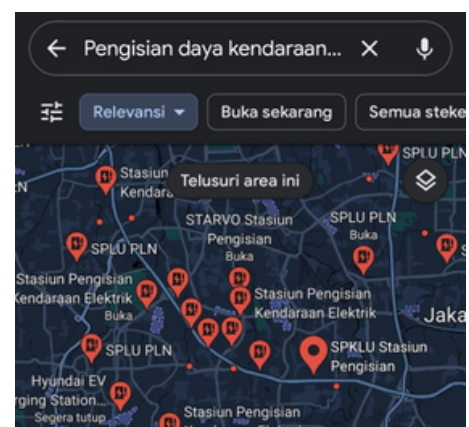 Pengisian daya kendaraan...
Relevansi
Buka sekarang
Semua steke
SPLU PLN
Stasiun
Kendara
Telusuri area ini
STARVO Stasiun
Pengisian
Buka
SPLU PLN
Buka
SPLU PLN
Stasiun Pengisian
Kendaraan Elektrik
Buka
Stasiun Pengisian
Kendaraan Elektrik
Jaka
SPLU PLN
SPKLU Stasiun
Pengisian
Hyundai EV
rging Station...
Segera tutup
Stasiun Pengisian